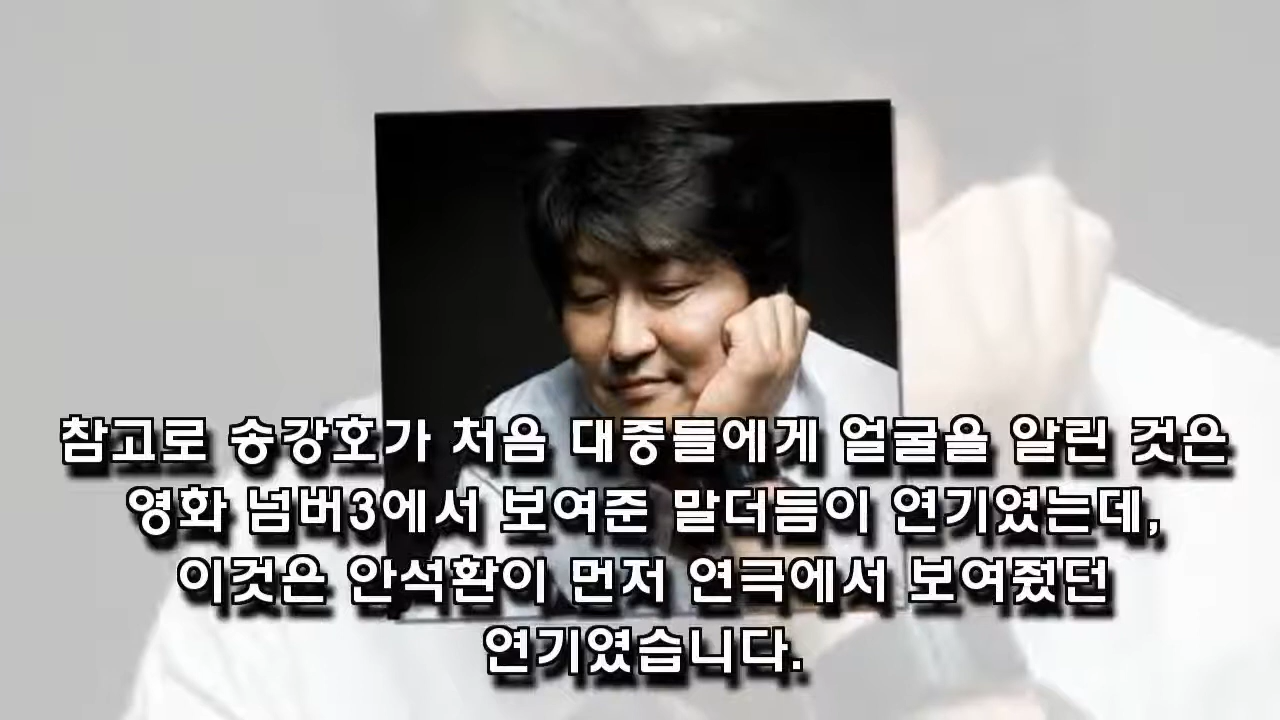 참고로 송강호가 처음 대중들에게 얼굴을 알린 것은
영화 넘버3에서 보여준 말더듬이 연기였는데,
이것은 안석환이 먼저 연극에서 보여줬던
연기였습니다.